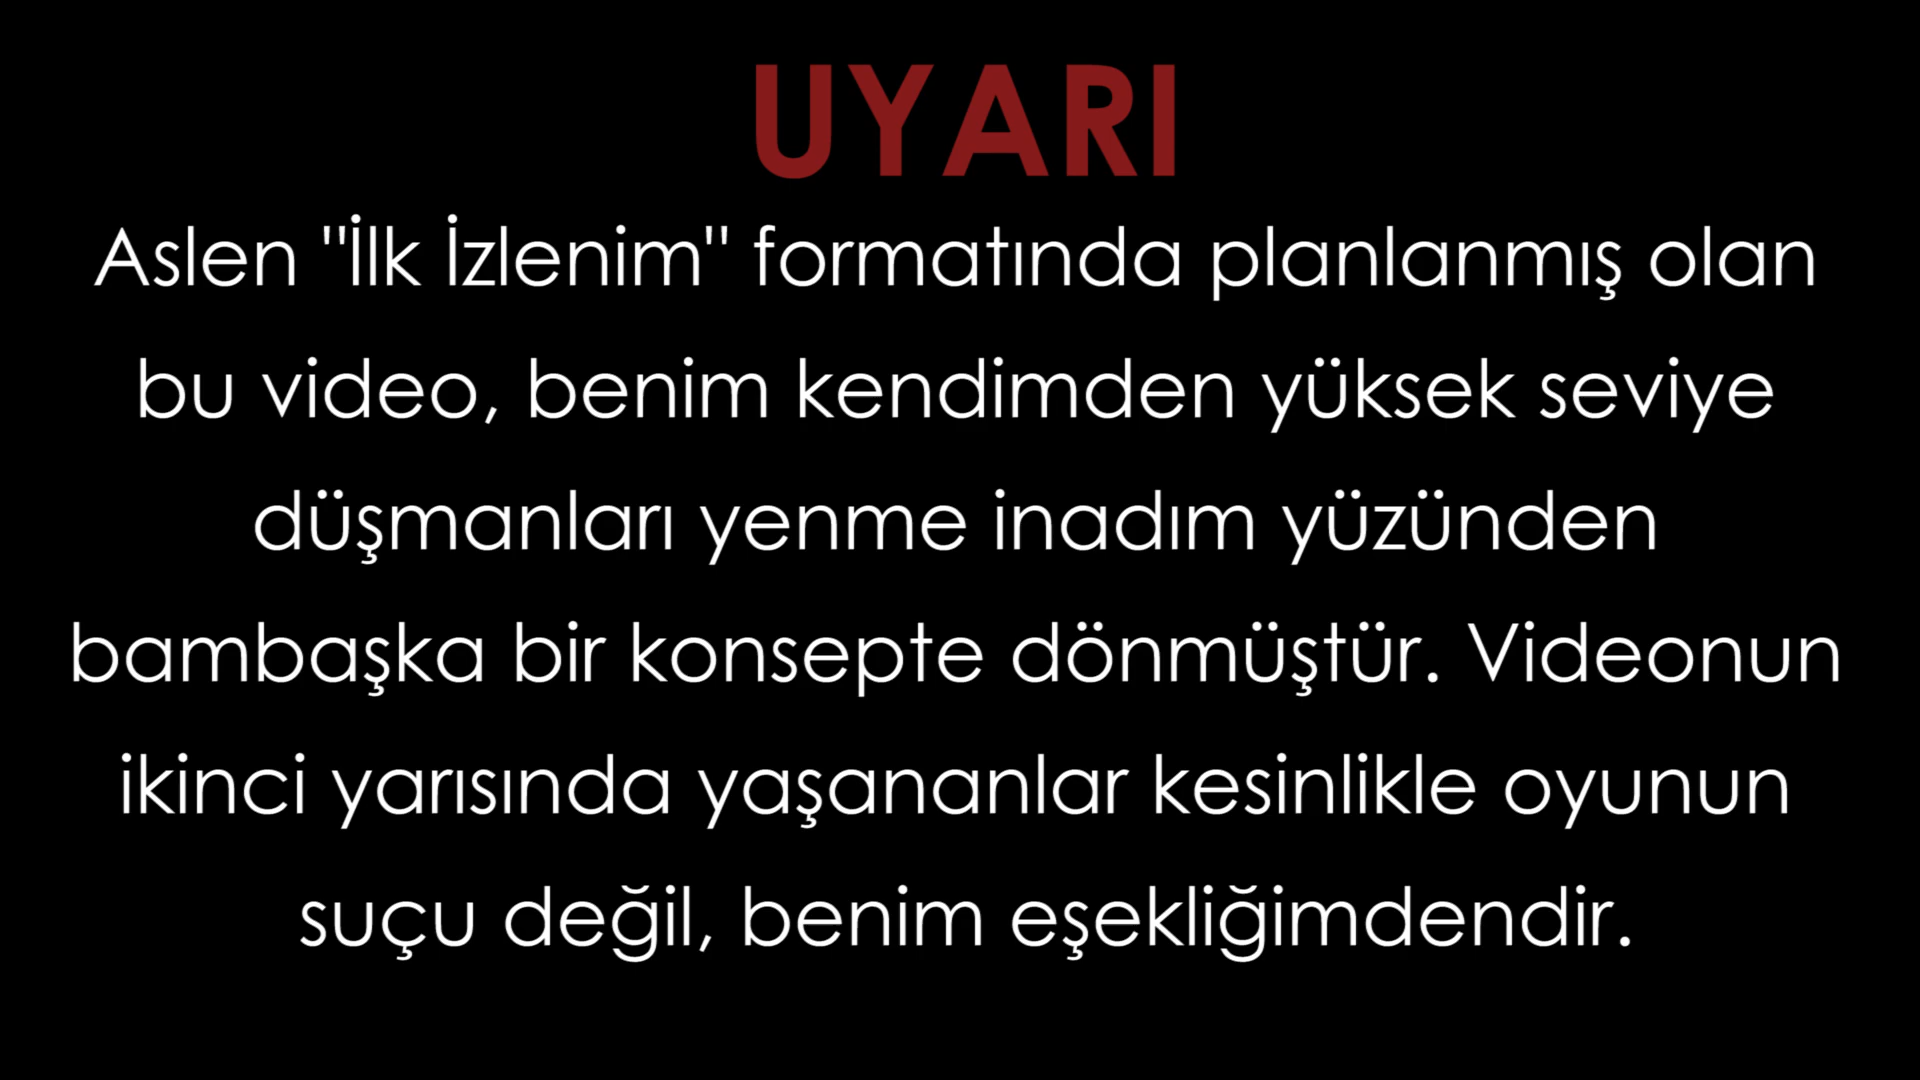 UYARI
Aslen "İlk İzlenim" formatında planlanmış olan
bu video, benim kendimden yüksek seviye
düşmanları yenme inadım yüzünden
bambaşka bir konsepte dönmüştür. Videonun
ikinci yarısında yaşananlar kesinlikle oyunun
suçu değil, benim eşekliğimdendir.